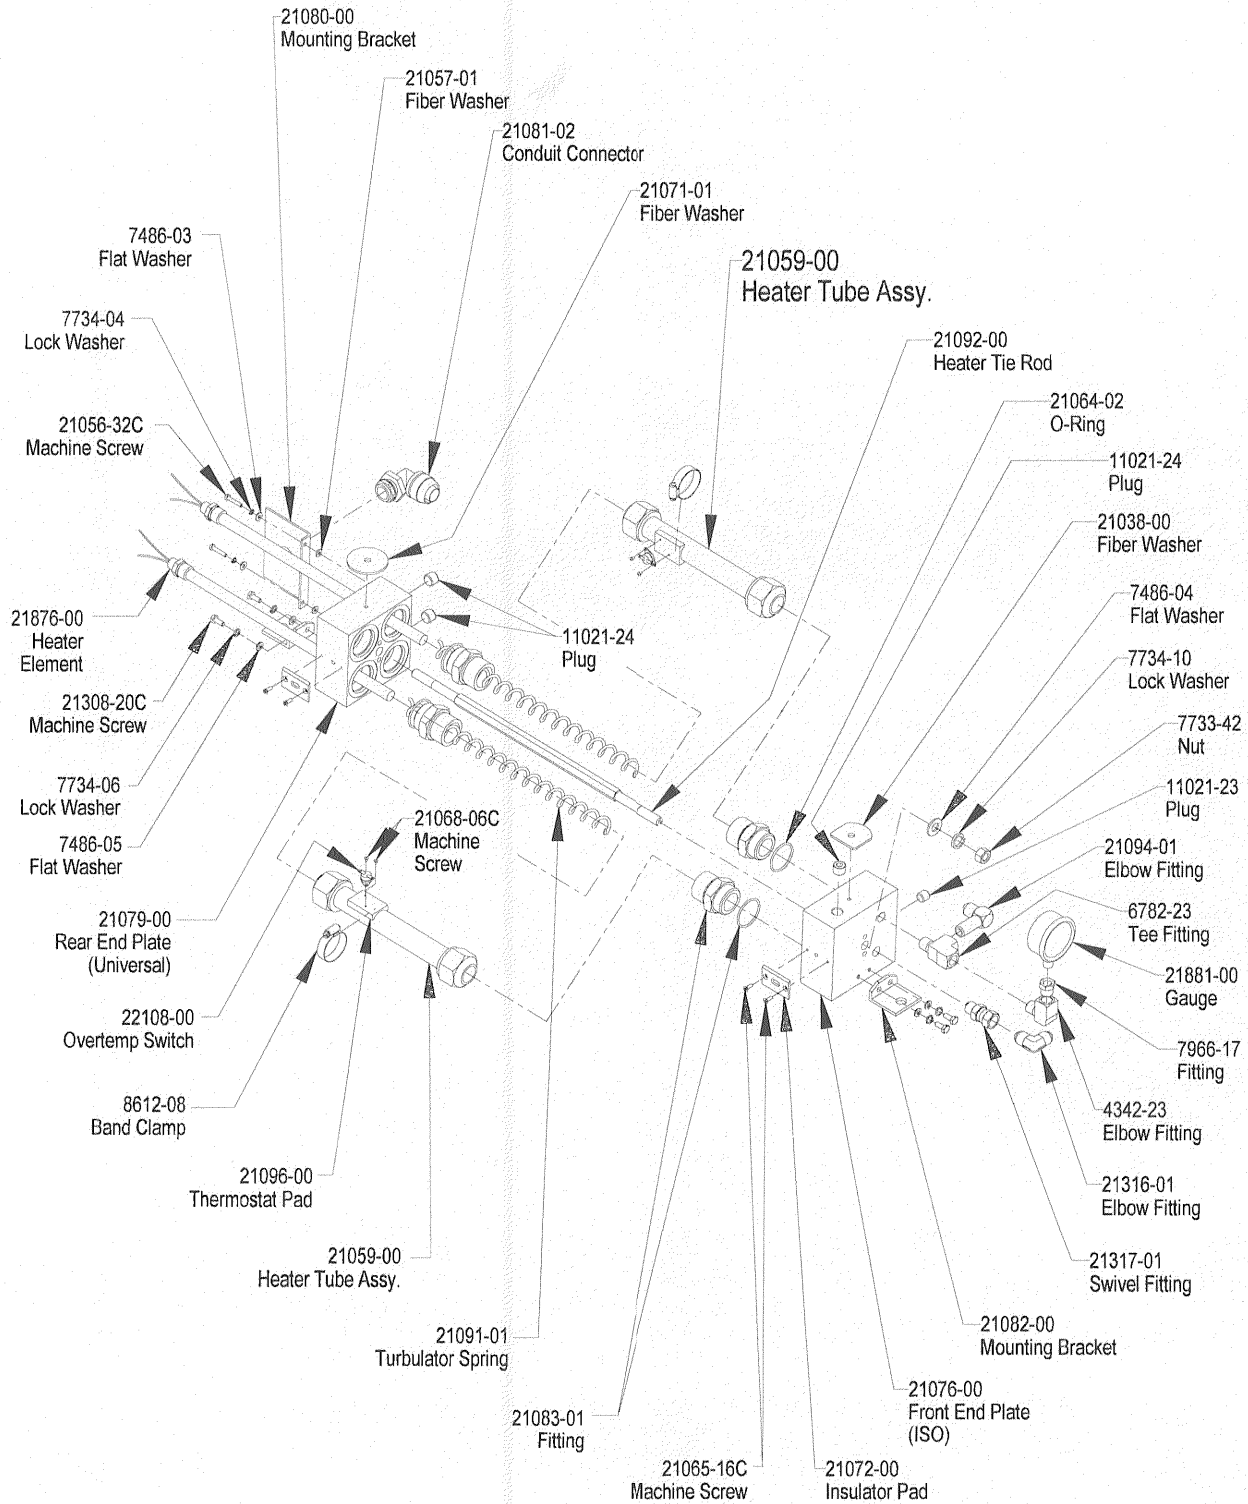 21080-00
Mounting Bracket
21057-01
Fiber Washer
21081-02
Conduit Connector
21071-01
Fiber Washer
7486-03
Flat Washer
21059-00
Heater Tube Assy.
7734-04
Lock Washer
21092-00
Heater Tie Rod
21064-02
O-Ring
21056-32C
Machine Screw
11021-24
Plug
21038-00
Fiber Washer
7486-04
Flat Washer
21876-00
Heater
Element
11021-24
Plug
7734-10
Lock Washer
21308-20C
Machine Screw
7733-42
Nut
7734-06
Lock Washer
21068-06C
Machine
Screw
11021-23
Plug
7486-05
Flat Washer
21094-01
Elbow Fitting
21079-00
Rear End Plate
(Universal)
6782-23
Tee Fitting
21881-00
Gauge
22108-00
Overtemp Switch
7966-17
Fitting
8612-08
Band Clamp
4342-23
Elbow Fitting
21096-00
Thermostat Pad
21316-01
Elbow Fitting
21059-00
Heater Tube Assy.
21317-01
Swivel Fitting
21091-01
Turbulator Spring
21082-00
Mounting Bracket
21083-01
Fitting
21076-00
Front End Plate
(ISO)
21065-16C
Machine Screw
21072-00
Insulator Pad